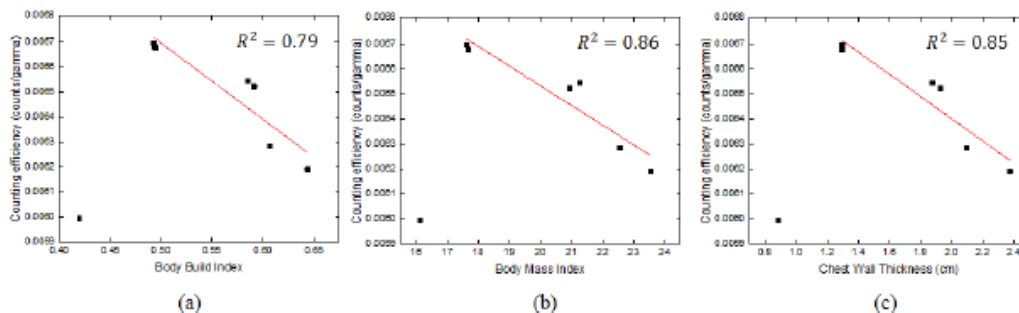 R² = 0.79
0.0068
0.0067
0.0066
0.0065
0.0064
0.0063
0.0062
0.0061
0.0060
0.0059
Counting efficiency (counts/gamma)
0.40 0.45 0.50 0.55 0.60 0.65
Body Build Index
(a)
R² = 0.86
0.0068
0.0067
0.0066
0.0065
0.0064
0.0063
0.0062
0.0061
0.0060
0.0059
Counting efficiency (counts/gamma)
16 17 18 19 20 21 22 23 24
Body Mass Index
(b)
R² = 0.85
0.0068
0.0067
0.0066
0.0065
0.0064
0.0063
0.0062
0.0061
0.0060
0.0059
Counting efficiency (counts/gamma)
0.8 1.0 1.2 1.4 1.6 1.8 2.0 2.2 2.4
Chest Wall Thickness (cm)
(c)